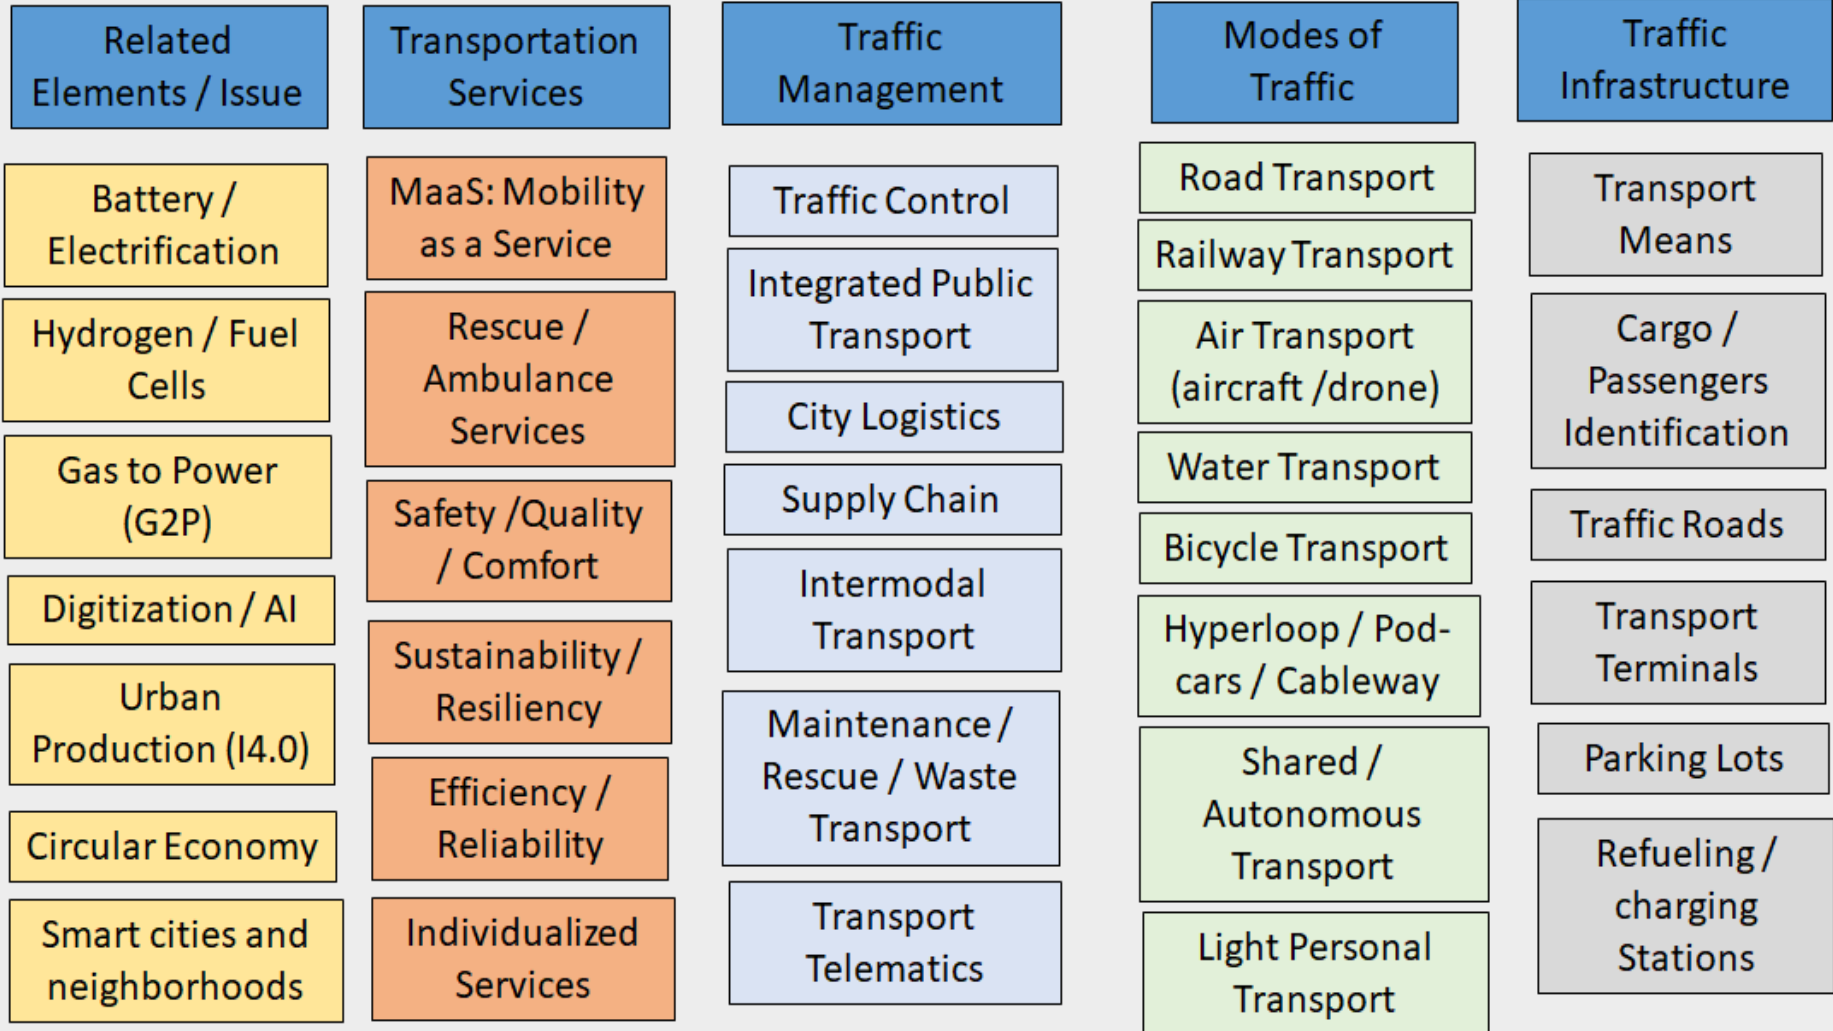 Related
Elements / Issue
Battery /
Electrification
Hydrogen / Fuel
Cells
Gas to Power
(G2P)
Digitization / AI
Urban
Production (I4.0)
Circular Economy
Smart cities and
neighborhoods
Transportation
Services
MaaS: Mobility
as a Service
Rescue /
Ambulance
Services
Safety /Quality
/ Comfort
Sustainability /
Resiliency
Efficiency /
Reliability
Individualized
Services
Traffic
Management
Traffic Control
Integrated Public
Transport
City Logistics
Supply Chain
Intermodal
Transport
Maintenance /
Rescue / Waste
Transport
Transport
Telematics
Modes of
Traffic
Road Transport
Railway Transport
Air Transport
(aircraft /drone)
Water Transport
Bicycle Transport
Hyperloop / Pod-
cars / Cableway
Shared /
Autonomous
Transport
Light Personal
Transport
Traffic
Infrastructure
Transport
Means
Cargo /
Passengers
Identification
Traffic Roads
Transport
Terminals
Parking Lots
Refueling /
charging
Stations